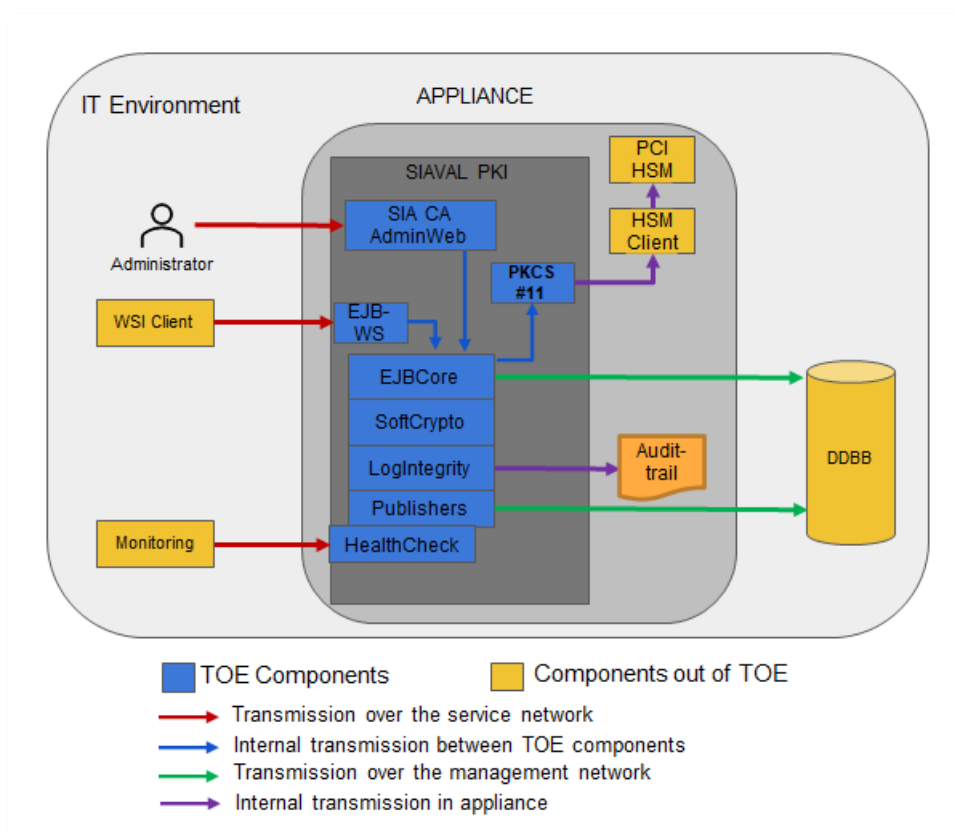 IT Environment
APPLIANCE
SIAVAL PKI
PCI
HSM
HSM
Client
SIA CA
AdminWeb
Administrator
PKCS
#11
WSI Client
EJB-
WS
EJBCore
SoftCrypto
LogIntegrity
Publishers
HealthCheck
Audit-
trail
DDBB
Monitoring
TOE Components
Components out of TOE
Transmission over the service network
Internal transmission between TOE components
Transmission over the management network
Internal transmission in appliance